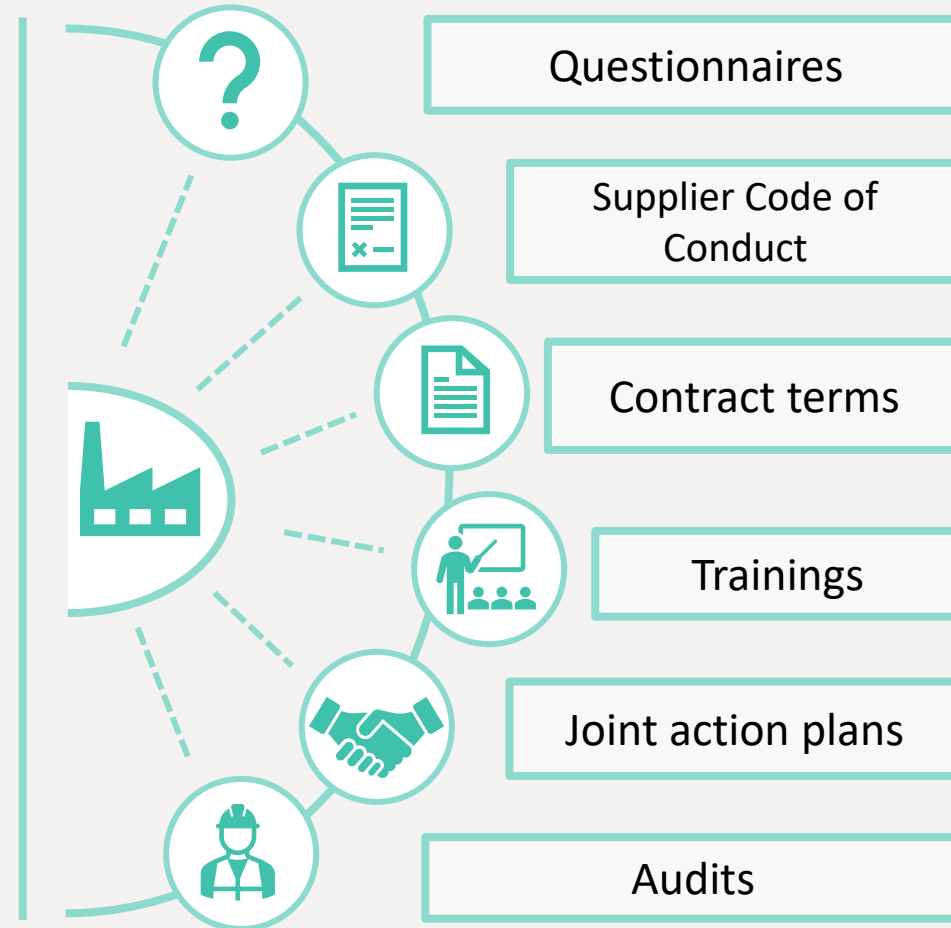 Questionnaires
Supplier Code of
Conduct
Contract terms
Trainings
Joint action plans
Audits